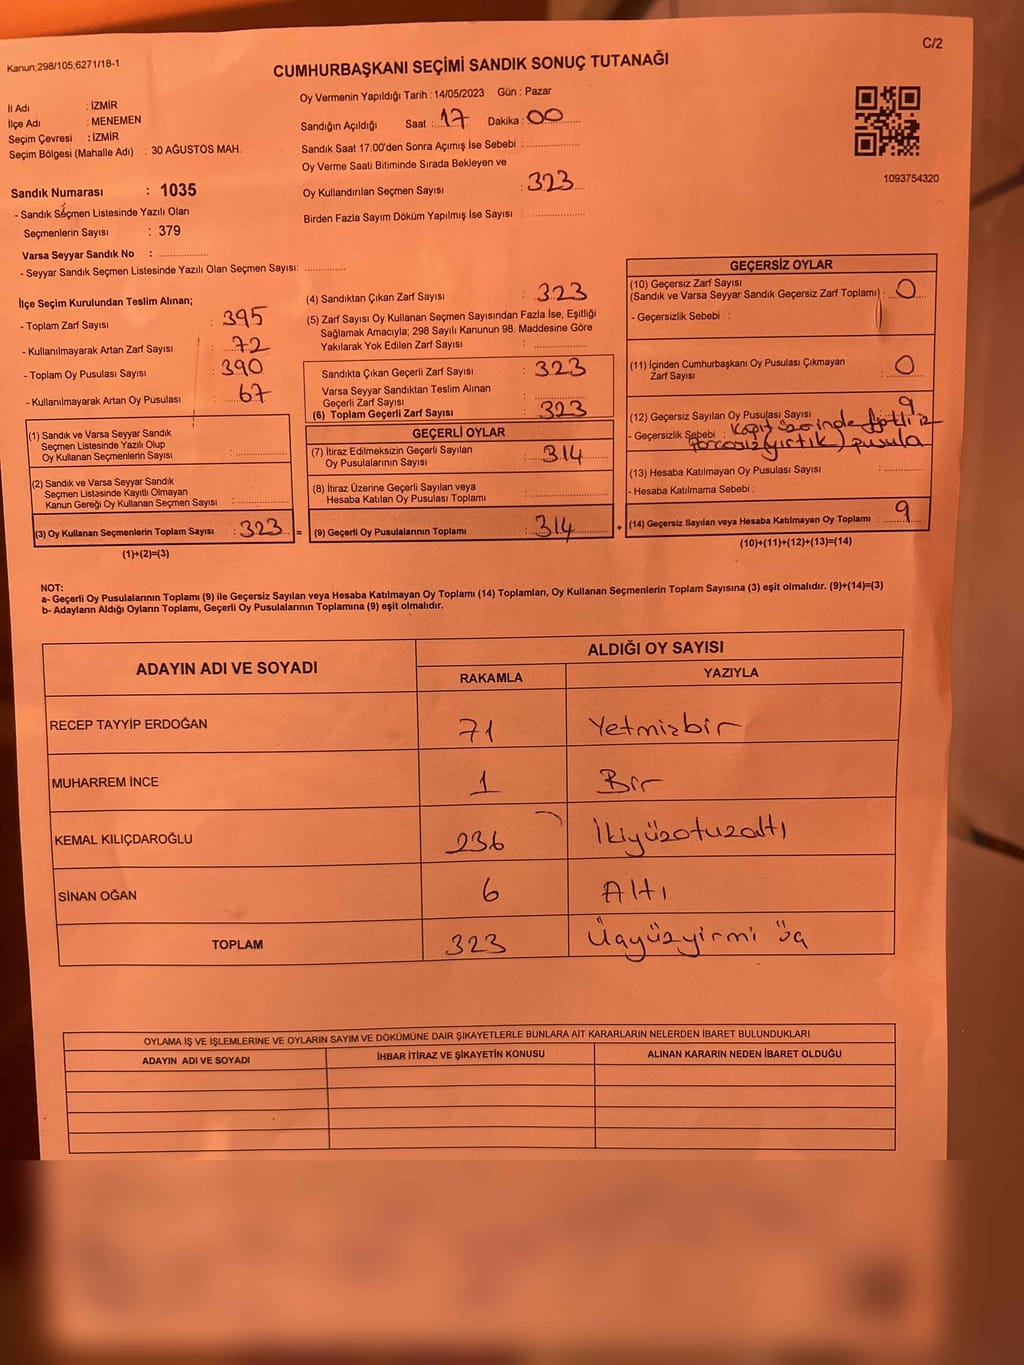 C/2
Kanun;298/105,6271/18-1
CUMHURBAŞKANI SEÇİMİ SANDIK SONUÇ TUTANAĞI
İl Adı : İZMİR
İlçe Adı : MENEMEN
Seçim Çevresi : İZMİR
Seçim Bölgesi (Mahalle Adı) : 30 AĞUSTOS MAH.
Sandık Numarası : 1035
- Sandık Seçmen Listesinde Yazılı Olan
Seçmenlerin Sayısı : 379
Varsa Seyyar Sandık No : ................
- Seyyar Sandık Seçmen Listesinde Yazılı Olan Seçmen Sayısı: .............
Oy Vermenin Yapıldığı Tarih : 14/05/2023 Gün : Pazar
Sandığın Açıldığı Saat : 17 Dakika : 00
Sandık Saat 17:00'den Sonra Açımış İse Sebebi : ................
Oy Verme Saati Bitiminde Sırada Bekleyen ve
Oy Kullandırılan Seçmen Sayısı : 323
Birden Fazla Sayım Döküm Yapılmış İse Sayısı : ................
1093754320
İlçe Seçim Kurulundan Teslim Alınan;
- Toplam Zarf Sayısı : 395
- Kullanılmayarak Artan Zarf Sayısı : 72
- Toplam Oy Pusulası Sayısı : 390
- Kullanılmayarak Artan Oy Pusulası : 67
(1) Sandık ve Varsa Seyyar Sandık
Seçmen Listesinde Yazılı Olup
Oy Kullanan Seçmenlerin Sayısı : ................
(2) Sandık ve Varsa Seyyar Sandık
Seçmen Listasinde Kayıtlı Olmayan
Kanun Gereği Oy Kullanan Seçmen Sayısı : ................
(3) Oy Kullanan Seçmenlerin Toplam Sayısı : 323 =
(1)+(2)=(3)
(4) Sandıktan Çıkan Zarf Sayısı : 323
(5) Zarf Sayısı Oy Kullanan Seçmen Sayısından Fazla İse, Eşitliği
Sağlamak Amacıyla; 298 Sayılı Kanunun 98. Maddesine Göre
Yakılarak Yok Edilen Zarf Sayısı : ................
Sandıkta Çıkan Geçerli Zarf Sayısı : 323
Varsa Seyyar Sandıktan Teslim Alınan
Geçerli Zarf Sayısı : ................
(6) Toplam Geçerli Zarf Sayısı : 323
GEÇERLİ OYLAR
(7) İtiraz Edilmeksizin Geçerli Sayılan
Oy Pusulalarının Sayısı : 314
(8) İtiraz Üzerine Geçerli Sayılan veya
Hesaba Katılan Oy Pusulası Toplamı : ................
(9) Geçerli Oy Pusulalarının Toplamı : 314 +
GEÇERSİZ OYLAR
(10) Geçersiz Zarf Sayısı
(Sandık ve Varsa Seyyar Sandık Geçersiz Zarf Toplamı) : 0
- Geçersizlik Sebebi :
(11) İçinden Cumhurbaşkanı Oy Pusulası Çıkmayan
Zarf Sayısı : 0
(12) Geçersiz Sayılan Oy Pusulası Sayısı : 9
- Geçersizlik Sebebi : üzerinde
(yırtık) pusula
(13) Hesaba Katılmayan Oy Pusulası Sayısı : ................
- Hesaba Katılmama Sebebi :
(14) Geçersiz Sayılan veya Hesaba Katılmayan Oy Toplamı : 9
(10)+(11)+(12)+(13)=(14)
NOT:
a- Geçerli Oy Pusulalarının Toplamı (9) ile Geçersiz Sayılan veya Hesaba Katılmayan Oy Toplamı (14) Toplamları, Oy Kullanan Seçmenlerin Toplam Sayısına (3) eşit olmalıdır. (9)+(14)=(3)
b- Adayların Aldığı Oyların Toplamı, Geçerli Oy Pusulalarının Toplamına (9) eşit olmalıdır.
ADAYIN ADI VE SOYADI
ALDIĞI OY SAYISI
RAKAMLA YAZIYLA
RECEP TAYYİP ERDOĞAN 71 Yetmişbir
MUHARREM İNCE 1 Bir
KEMAL KILIÇDAROĞLU 236 İkiyüzotuzaltı
SİNAN OĞAN 6 Altı
TOPLAM 323 Üçyüzyirmi üç
OYLAMA İŞ VE İŞLEMLERİNE VE OYLARIN SAYIM VE DÖKÜMÜNE DAİR ŞİKAYETLERLE BUNLARA AİT KARARLARIN NELERDEN İBARET BULUNDUKLARI
ADAYIN ADI VE SOYADI İHBAR İTİRAZ VE ŞİKAYETİN KONUSU ALINAN KARARIN NEDEN İBARET OLDUĞU